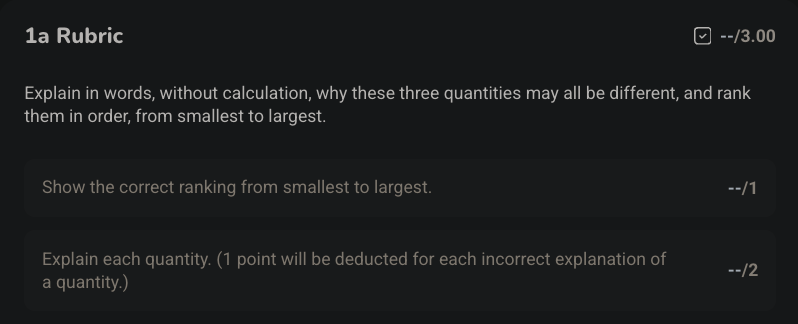 1a Rubric
--/3.00
Explain in words, without calculation, why these three quantities may all be different, and rank
them in order, from smallest to largest.
Show the correct ranking from smallest to largest.
--/1
Explain each quantity. (1 point will be deducted for each incorrect explanation of
a quantity.)
--/2